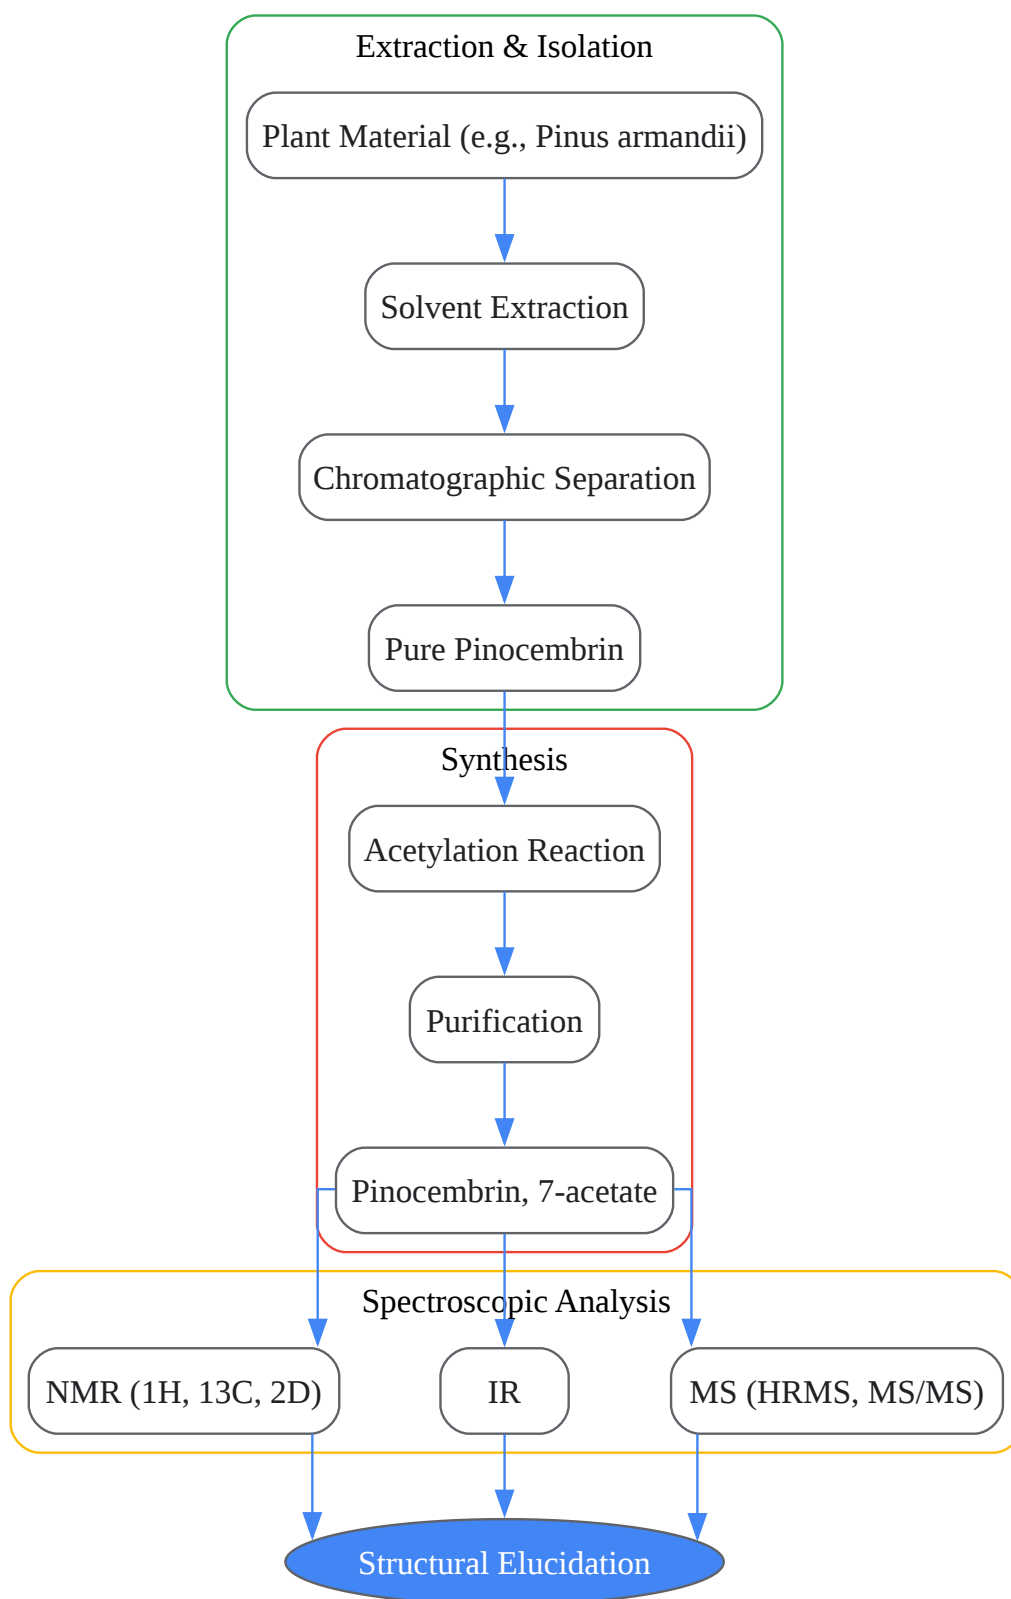 Extraction & Isolation
Plant Material (e.g., Pinus armandii)
Solvent Extraction
Chromatographic Separation
Pure Pinocembrin
Synthesis
Acetylation Reaction
Purification
Pinocembrin, 7-acetate
Spectroscopic Analysis
NMR (1H, 13C, 2D)
IR
MS (HRMS, MS/MS)
Structural Elucidation